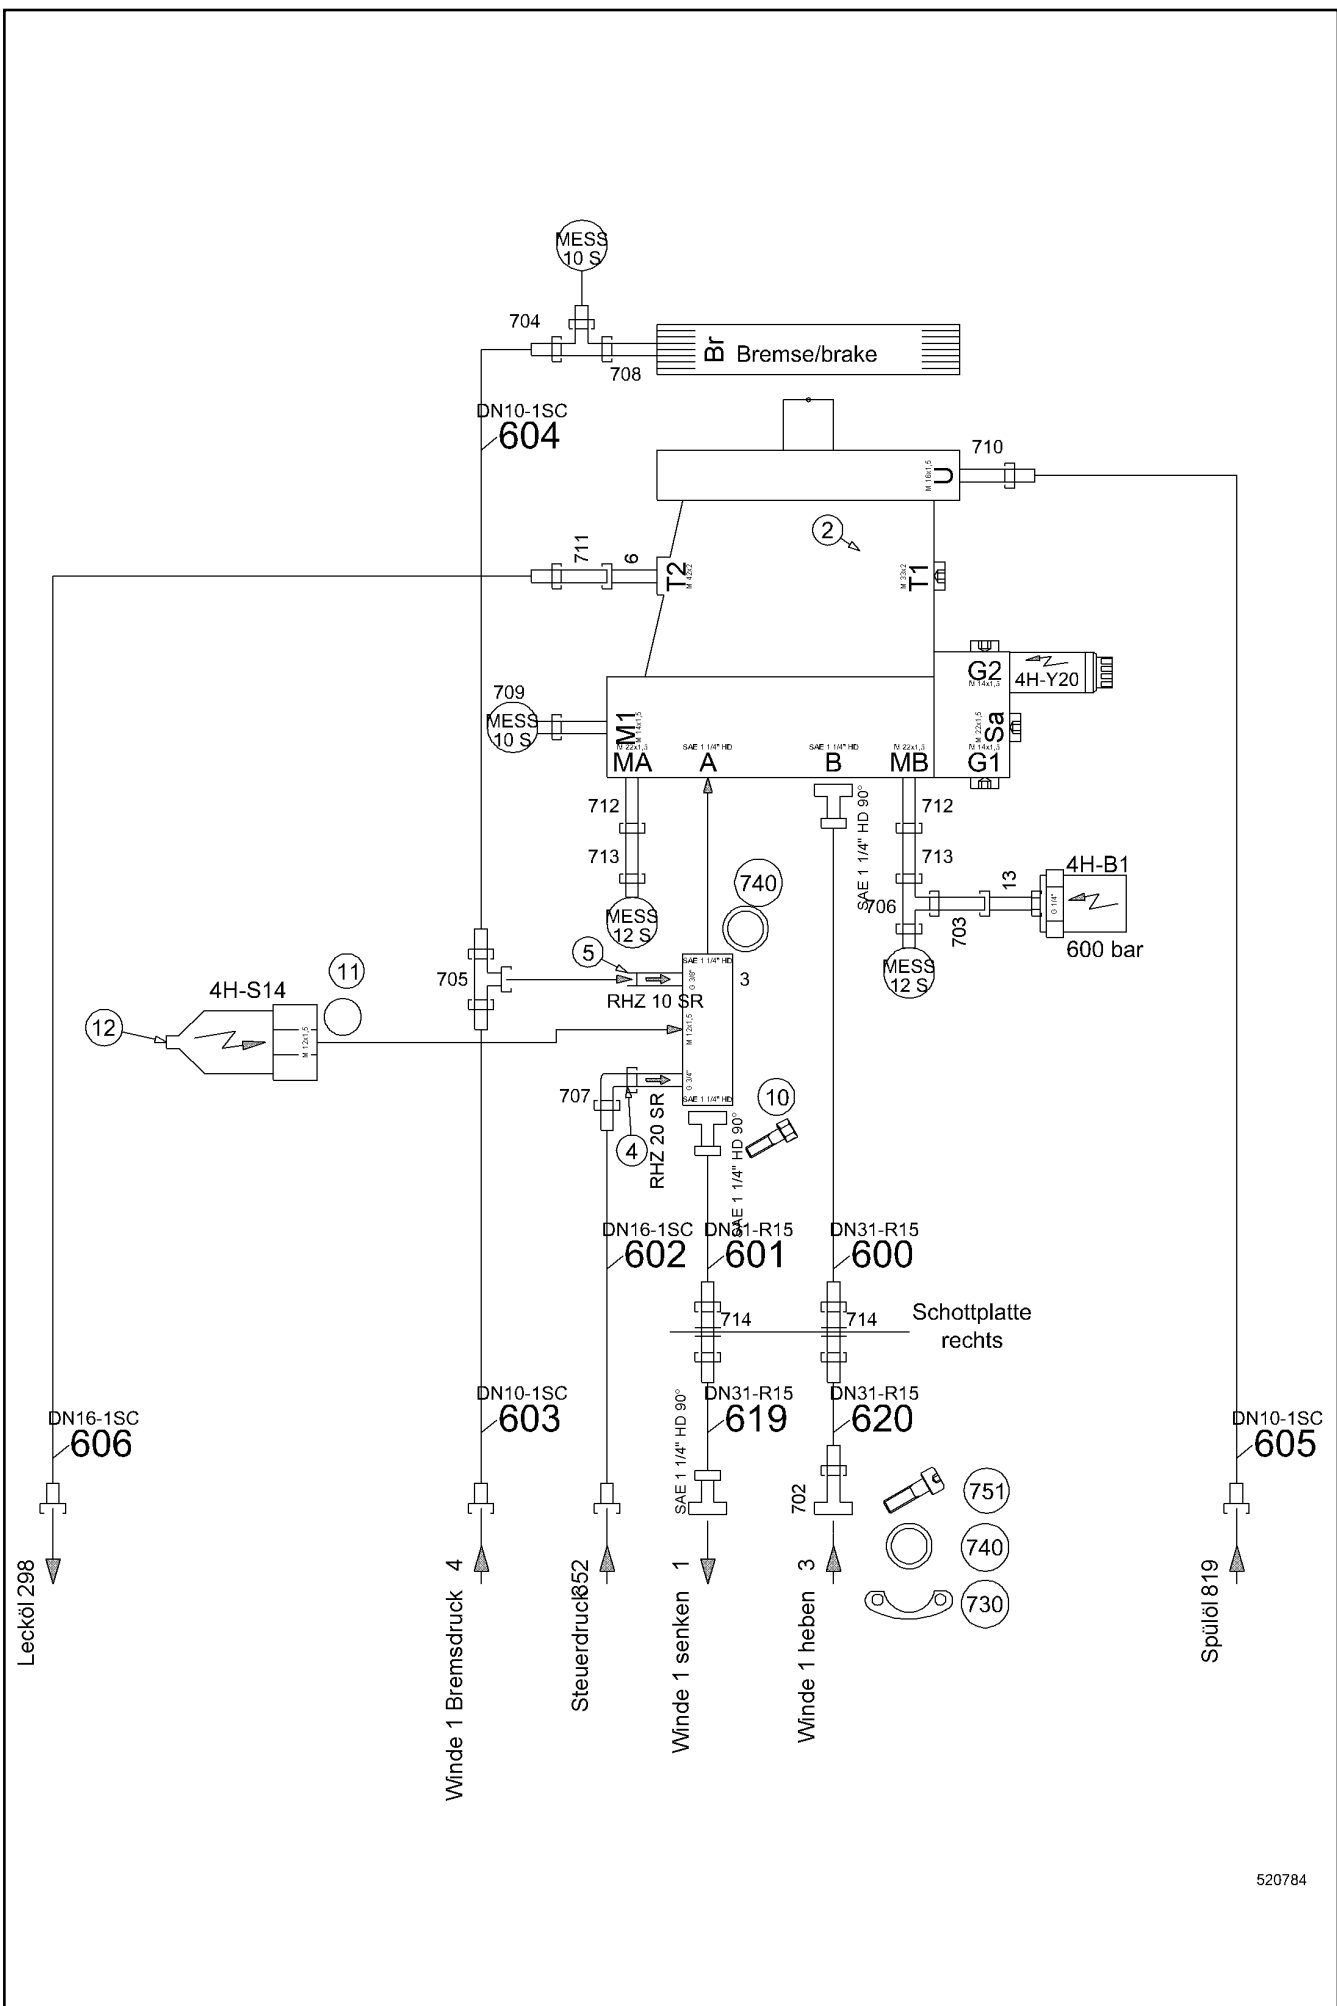 MESS
10 S
704
Br
Bremse/brake
708
DN10-1SC
604
710
U
M 18x1,5
2
711
6
T2
M 42x2
T1
M 33x2
709
MESS
10 S
M1
M 14x1,5
G2
M 14x1,5
4H-Y20
Sa
M 22x1,5
M 22x1,5
MA
SAE 1 1/4" HD
A
SAE 1 1/4" HD
B
M 22x1,5
MB
M 14x1,5
G1
712
713
MESS
12 S
740
SAE 1 1/4" HD 90°
712
713
706
703
13
4H-B1
G 1/4"
600 bar
MESS
12 S
705
5
RHZ 10 SR
SAE 1 1/4" HD
G 3/8"
3
M 12x1,5
G 3/4"
SAE 1 1/4" HD
11
4H-S14
12
M 12x1,5
707
4
RHZ 20 SR
10
SAE 1 1/4" HD 90°
DN16-1SC
602
DN31-R15
601
DN31-R15
600
714
714
Schottplatte
rechts
DN16-1SC
606
DN10-1SC
603
SAE 1 1/4" HD 90°
DN31-R15
619
DN31-R15
620
DN10-1SC
605
702
751
740
730
Lecköl 298
Winde 1 Bremsdruck 4
Steuerdruck352
Winde 1 senken 1
Winde 1 heben 3
Spülöl 819
520784